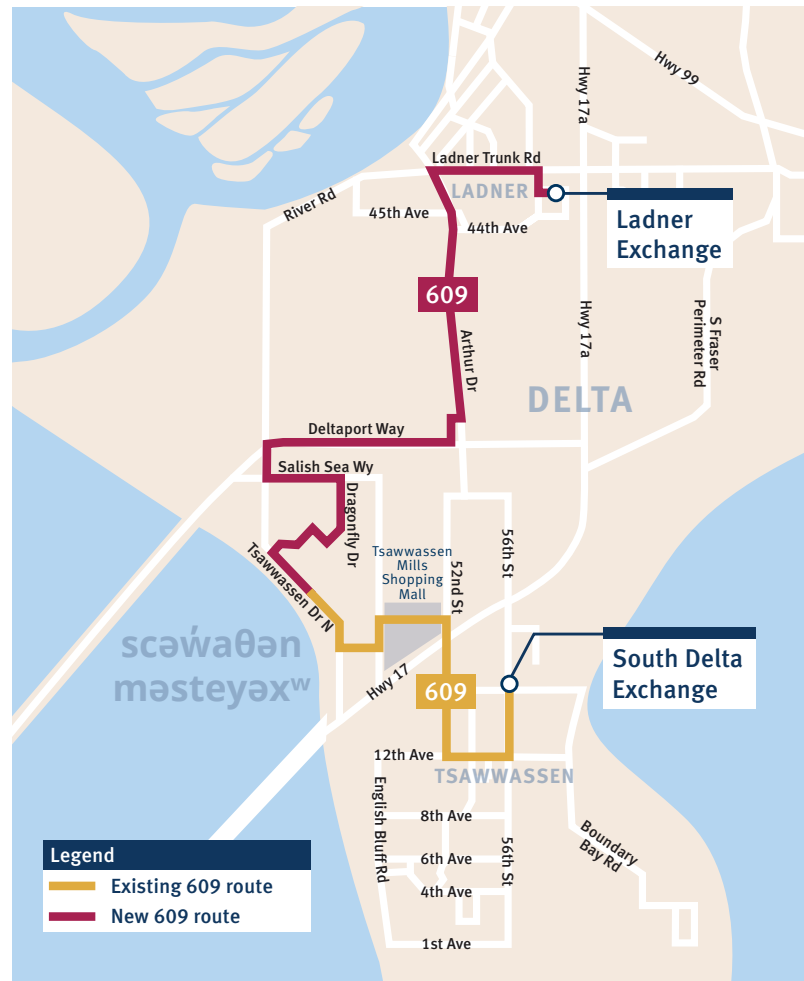 Hwy 99
Hwy 17a
Ladner Trunk Rd
LADNER
River Rd
45th Ave
44th Ave
Ladner
Exchange
609
Hwy 17a
S Fraser
Perimeter Rd
Arthur Dr
DELTA
Deltaport Way
Salish Sea Wy
Dragonfly Dr
Tsawwassen Dr N
Tsawwassen
Mills
Shopping
Mall
52nd St
56th St
scəẃaθən
məsteyəxʷ
Hwy 17
609
South Delta
Exchange
12th Ave
TSAWWASSEN
English Bluff Rd
8th Ave
6th Ave
4th Ave
1st Ave
56th St
Boundary
Bay Rd
Legend
Existing 609 route
New 609 route